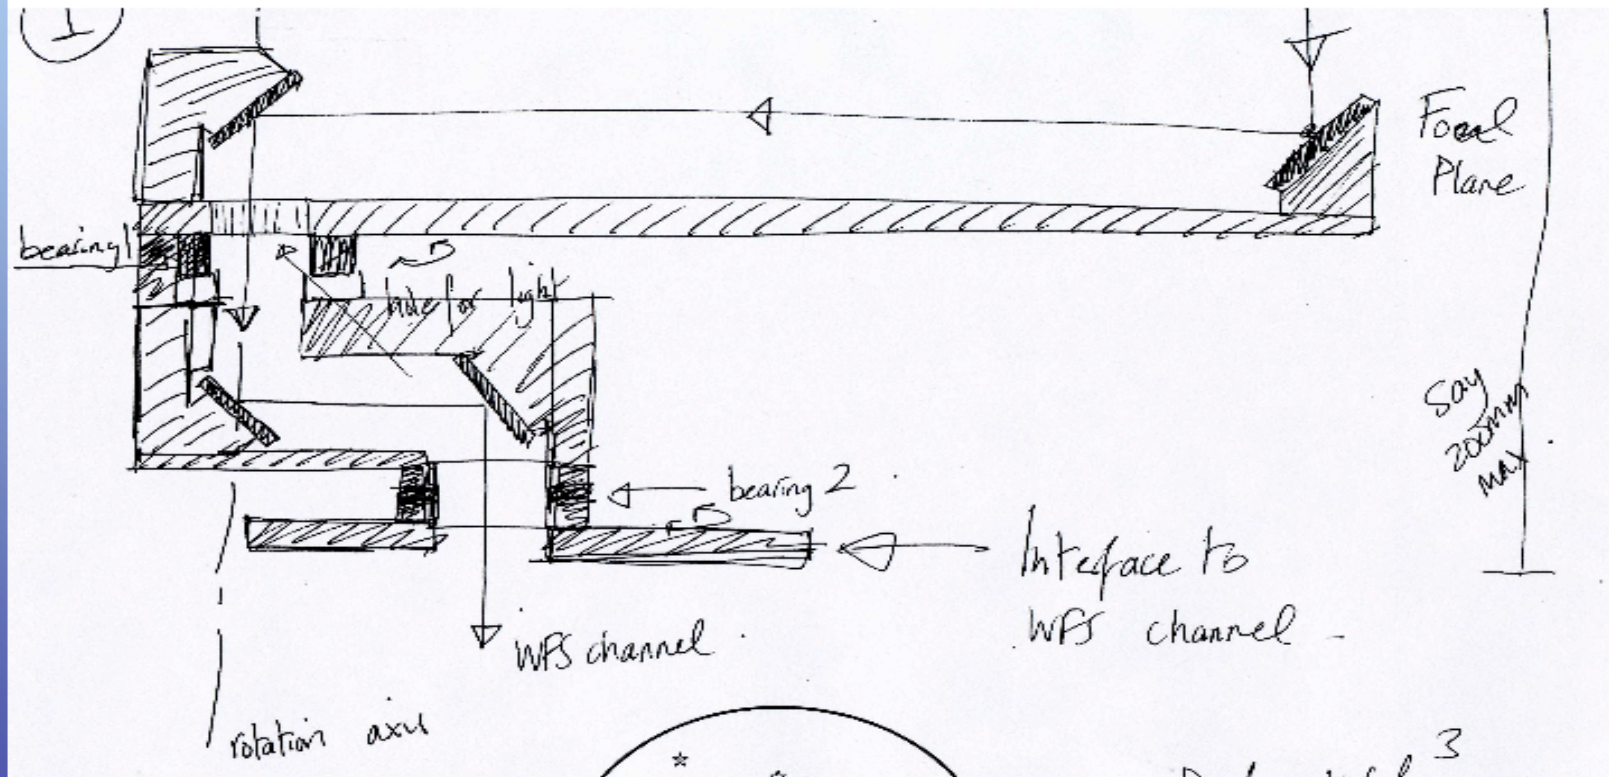 1
Focal
Plane
bearing 1
hole for light
Say
200mm
max
bearing 2
Inteface to
WFS channel
WFS channel
rotation axis
3